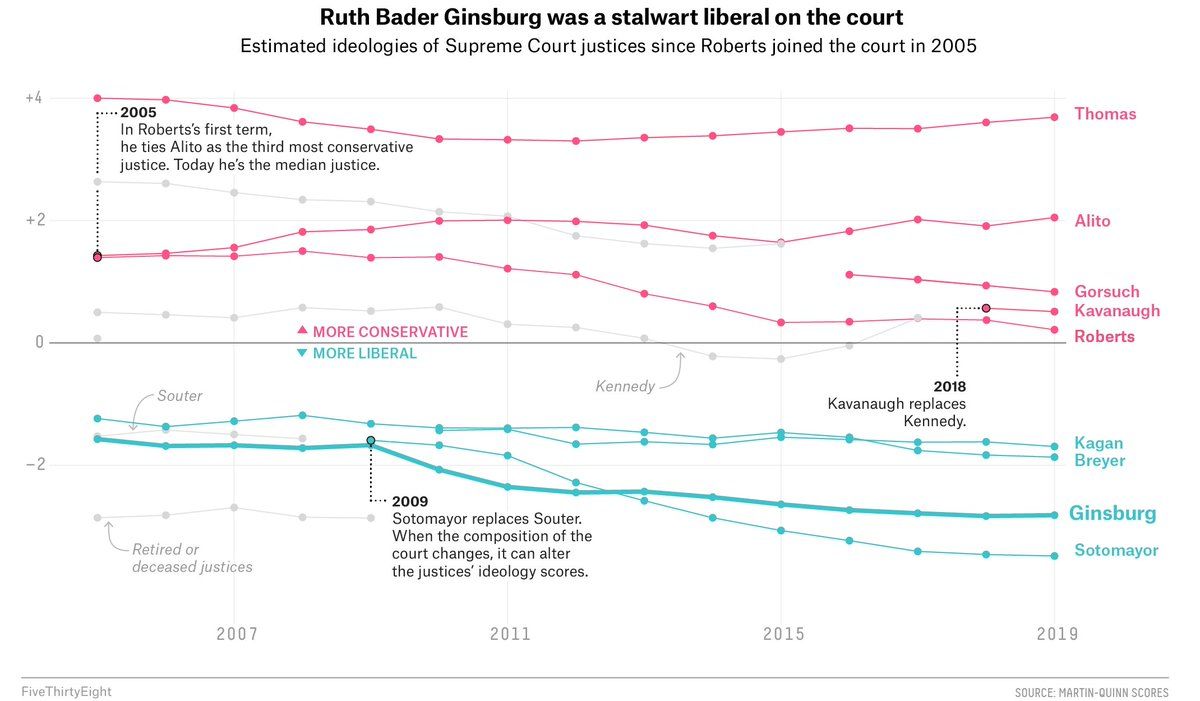 Ruth Bader Ginsburg was a stalwart liberal on the court
Estimated ideologies of Supreme Court justices since Roberts joined the court in 2005
+4
2005
In Roberts's first term,
he ties Alito as the third most conservative
justice. Today he's the median justice.
Thomas
+2
Alito
Gorsuch
Kavanaugh
Roberts
0
▲ MORE CONSERVATIVE
▼ MORE LIBERAL
Souter
Kennedy
2018
Kavanaugh replaces
Kennedy.
Kagan
Breyer
−2
2009
Sotomayor replaces Souter.
When the composition of the
court changes, it can alter
the justices' ideology scores.
Ginsburg
Sotomayor
Retired or
deceased justices
2007
2011
2015
2019
FiveThirtyEight
SOURCE: MARTIN-QUINN SCORES